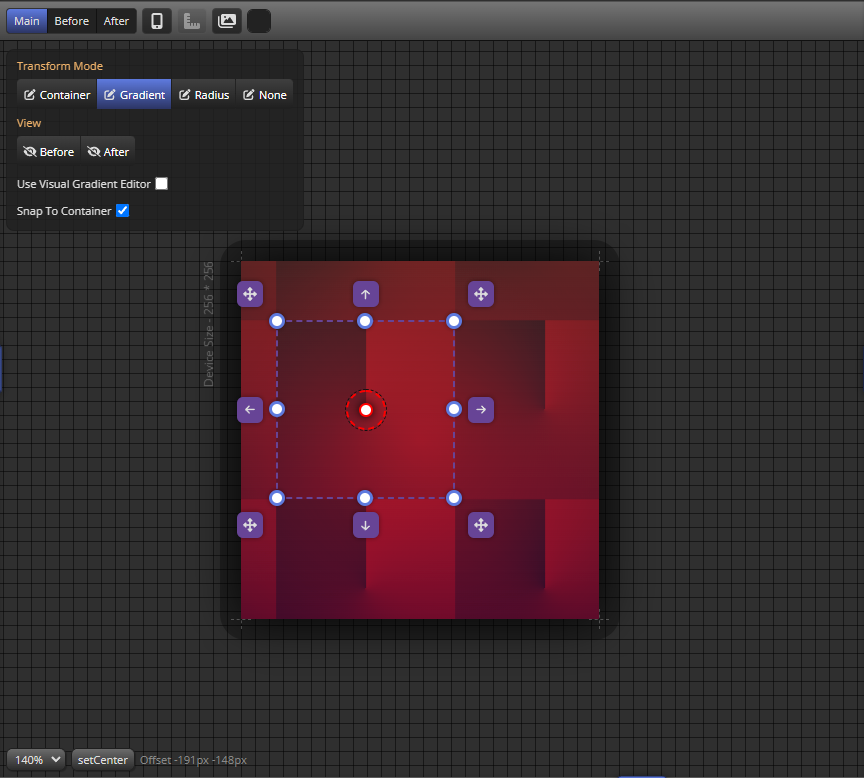 Main Before After
Transform Mode
Container Gradient Radius None
View
Before After
Use Visual Gradient Editor
Snap To Container
Device Size - 256 * 256
140% setCenter Offset -191px -148px